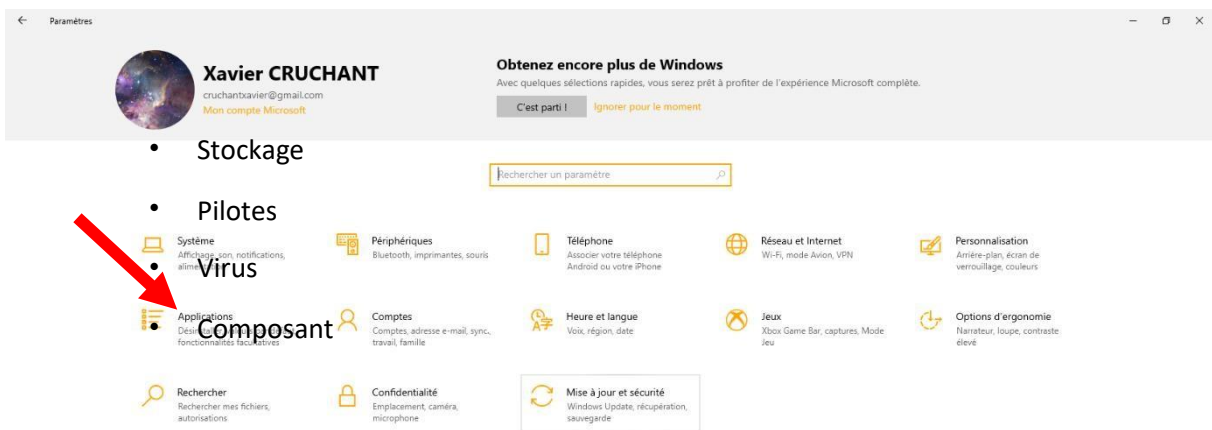 Paramètres
Xavier CRUCHANT
cruchantxavier@gmail.com
Mon compte Microsoft
Obtenez encore plus de Windows
Avec quelques sélections rapides, vous serez prêt à profiter de l'expérience Microsoft complète.
C'est parti !
Ignorer pour le moment
• Stockage
Rechercher un paramètre
• Pilotes
Système
Affichage, son, notifications,
Périphériques
Bluetooth, imprimantes, souris
Téléphone
Associer votre téléphone
Android ou votre iPhone
Réseau et Internet
Wi-Fi, mode Avion, VPN
Personnalisation
Arrière-plan, écran de
verrouillage, couleurs
• Virus
Applications
fonctionnalités facultatives
• Composant
Comptes
Comptes, adresse e-mail, sync.,
travail, famille
Heure et langue
Voix, région, date
Jeux
Xbox Game Bar, captures, Mode
Jeu
Options d'ergonomie
Narrateur, loupe, contraste
élevé
Rechercher
Rechercher mes fichiers,
autorisations
Confidentialité
Emplacement, caméra,
microphone
Mise à jour et sécurité
Windows Update, récupération,
sauvegarde